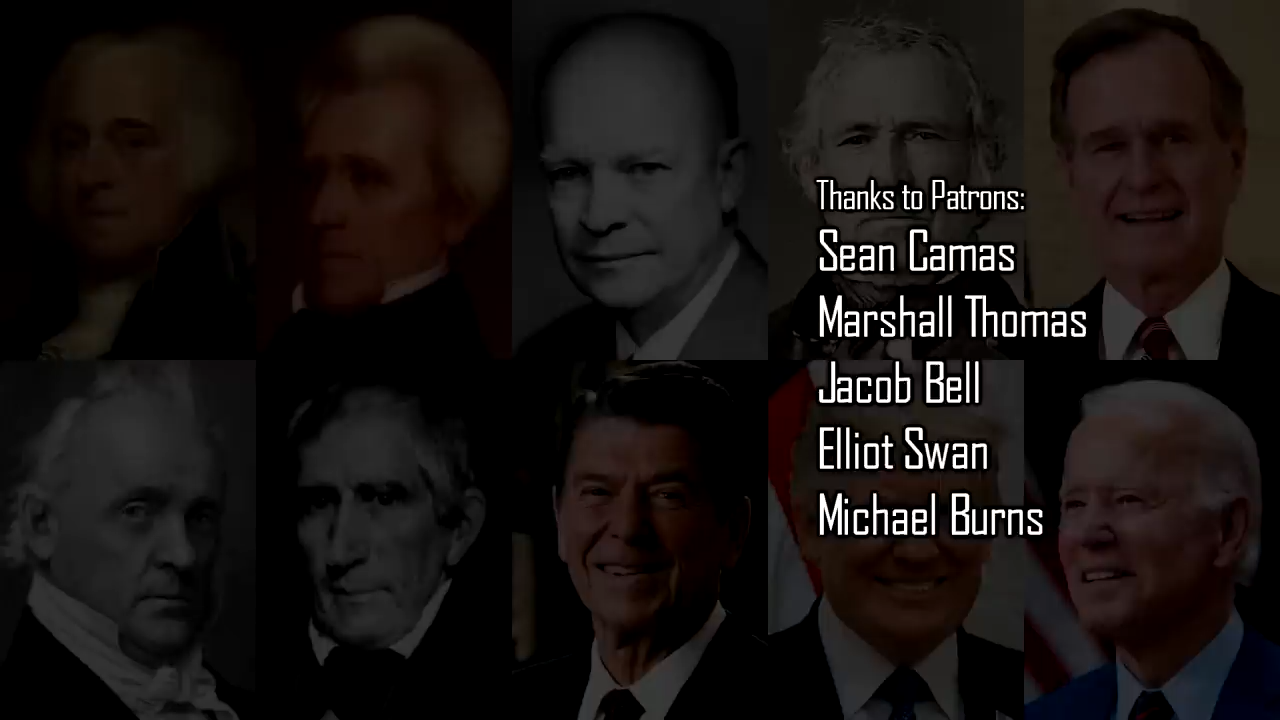 Thanks to Patrons:
Sean Camas
Marshall Thomas
Jacob Bell
Elliot Swan
Michael Burns